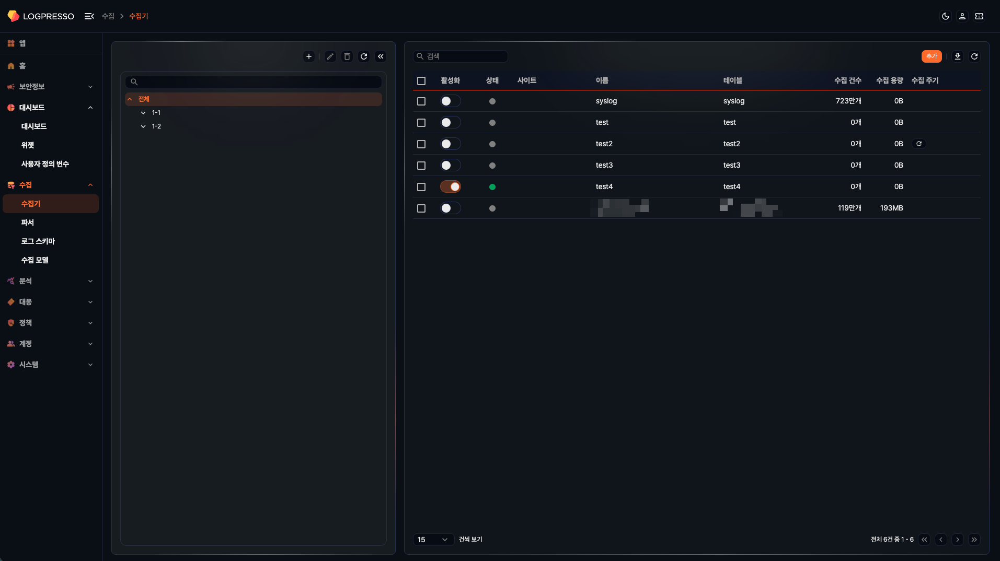 LOGPRESSO 수집 수집기
앱
홈
보안정보
대시보드
대시보드
위젯
사용자 정의 변수
수집
수집기
파서
로그 스키마
수집 모델
분석
대응
정책
계정
시스템
전체
1-1
1-2
검색 추가
활성화 상태 사이트 이름 테이블 수집 건수 수집 용량 수집 주기
syslog syslog 723만개 0B
test test 0개 0B
test2 test2 0개 0B
test3 test3 0개 0B
test4 test4 0개 0B
119만개 193MB
15 건씩 보기 전체 6건 중 1 - 6